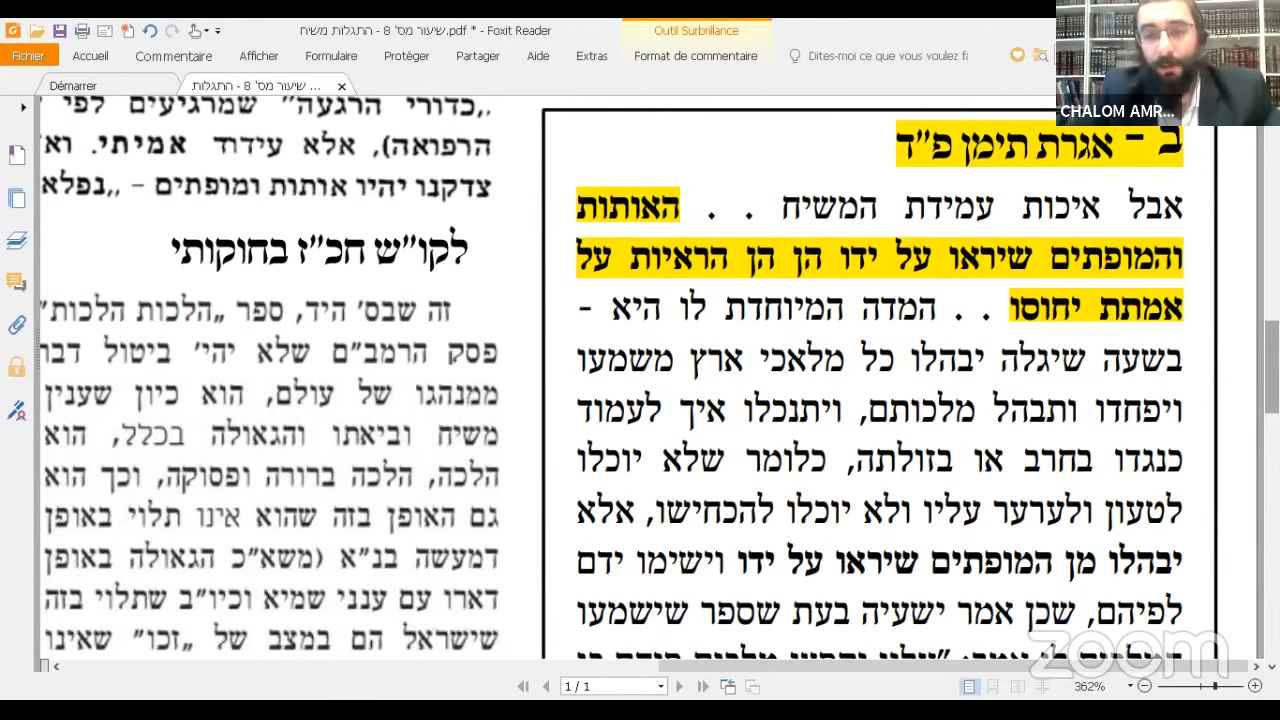 שיעור מס' 8 - התגלות משיח.pdf * - Foxit Reader
Outil Surbrillance
Fichier Accueil Commentaire Afficher Formulaire Protéger Partager Aide Extras Format de commentaire Dites-moi ce que vous voulez fa
Démarrer
שיעור מס' 8 - התגלות ...
CHALOM AMR...
ב - אגרת תימן פ"ד
אבל איכות עמידת המשיח . . האותות
והמופתים שיראו על ידו הן הן הראיות על
אמתת יחוסו . . המדה המיוחדת לו היא -
בשעה שיגלה יבהלו כל מלאכי ארץ משמעו
ויפחדו ותבהל מלכותם, ויתנכלו איך לעמוד
כנגדו בחרב או בזולתה, כלומר שלא יוכלו
לטעון ולערער עליו ולא יוכלו להכחישו, אלא
יבהלו מן המופתים שיראו על ידו וישימו ידם
לפיהם, שכן אמר ישעיה בעת שספר שישמעו
„כדורי הרגעה" שמרגיעים לפי
הרפואה), אלא עידוד אמיתי. וא
צדקנו יהיו אותות ומופתים – „נפלא
לקו"ש חכ"ז בחוקותי
זה שבס' היד, ספר „הלכות הלכות"
פסק הרמב"ם שלא יהי' ביטול דבר
ממנהגו של עולם, הוא כיון שענין
משיח וביאתו והגאולה בכלל, הוא
הלכה, הלכה ברורה ופסוקה, וכך הוא
גם האופן בזה שהוא אינו תלוי באופן
דמעשה בנ"א (משא"כ הגאולה באופן
דארו עם ענני שמיא וכיו"ב שתלוי בזה
שישראל הם במצב של „זכו" שאינו
zoom
1 / 1
362%